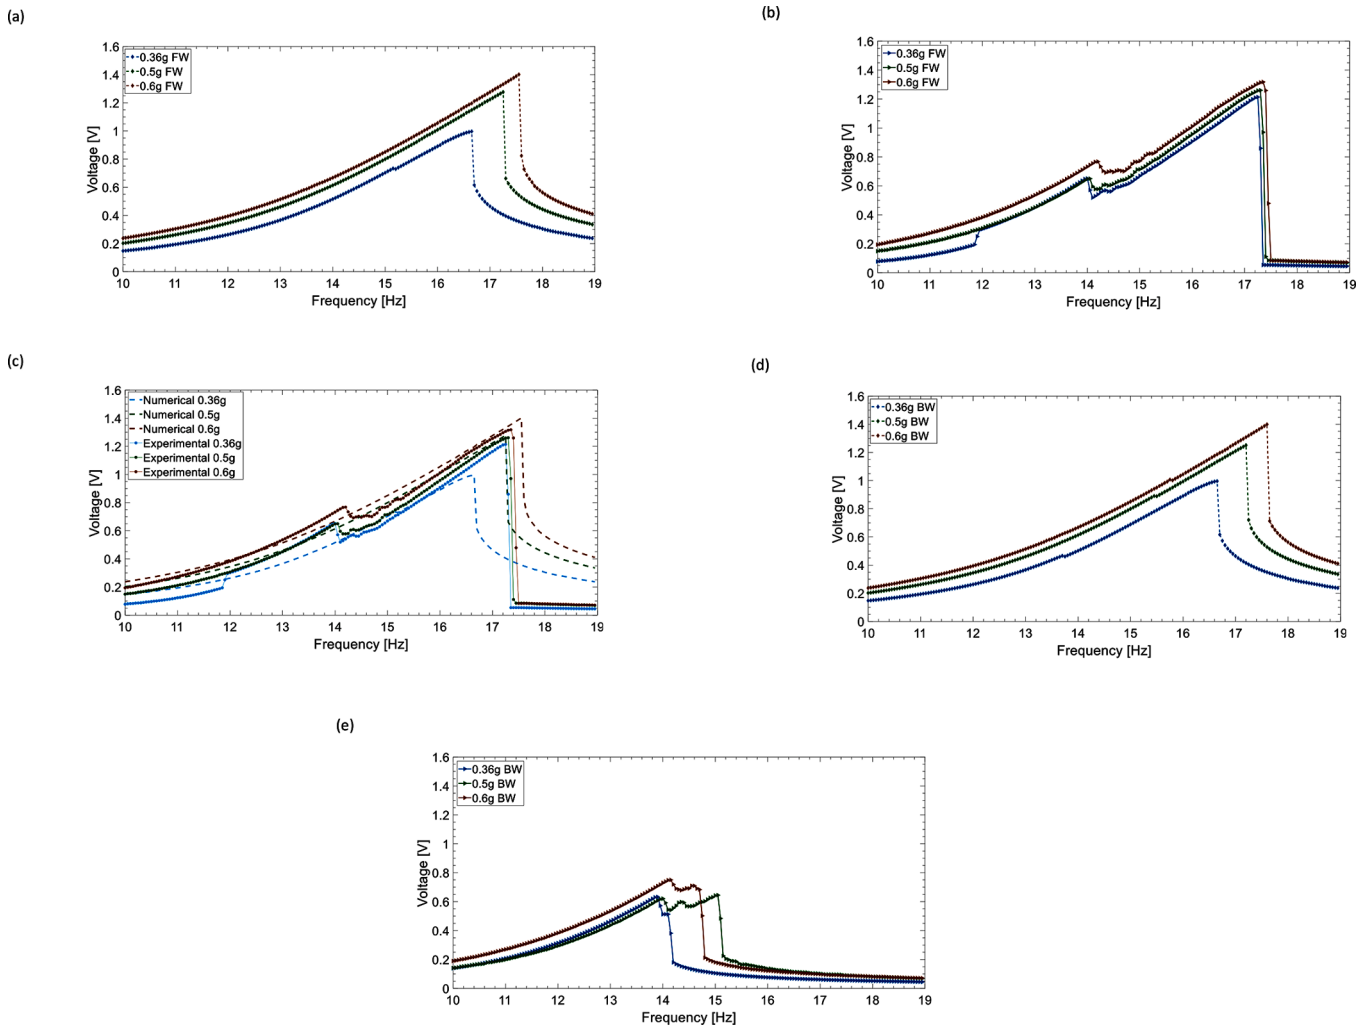 (a)
0.36g FW
0.5g FW
0.6g FW
1.6
1.4
1.2
1
0.8
0.6
0.4
0.2
0
Voltage [V]
10 11 12 13 14 15 16 17 18 19
Frequency [Hz]
(b)
0.36g FW
0.5g FW
0.6g FW
1.6
1.4
1.2
1
0.8
0.6
0.4
0.2
0
Voltage [V]
10 11 12 13 14 15 16 17 18 19
Frequency [Hz]
(c)
Numerical 0.36g
Numerical 0.5g
Numerical 0.6g
Experimental 0.36g
Experimental 0.5g
Experimental 0.6g
1.6
1.4
1.2
1
0.8
0.6
0.4
0.2
0
Voltage [V]
10 11 12 13 14 15 16 17 18 19
Frequency [Hz]
(d)
0.36g BW
0.5g BW
0.6g BW
1.6
1.4
1.2
1
0.8
0.6
0.4
0.2
0
Voltage [V]
10 11 12 13 14 15 16 17 18 19
Frequency [Hz]
(e)
0.36g BW
0.5g BW
0.6g BW
1.6
1.4
1.2
1
0.8
0.6
0.4
0.2
0
Voltage [V]
10 11 12 13 14 15 16 17 18 19
Frequency [Hz]